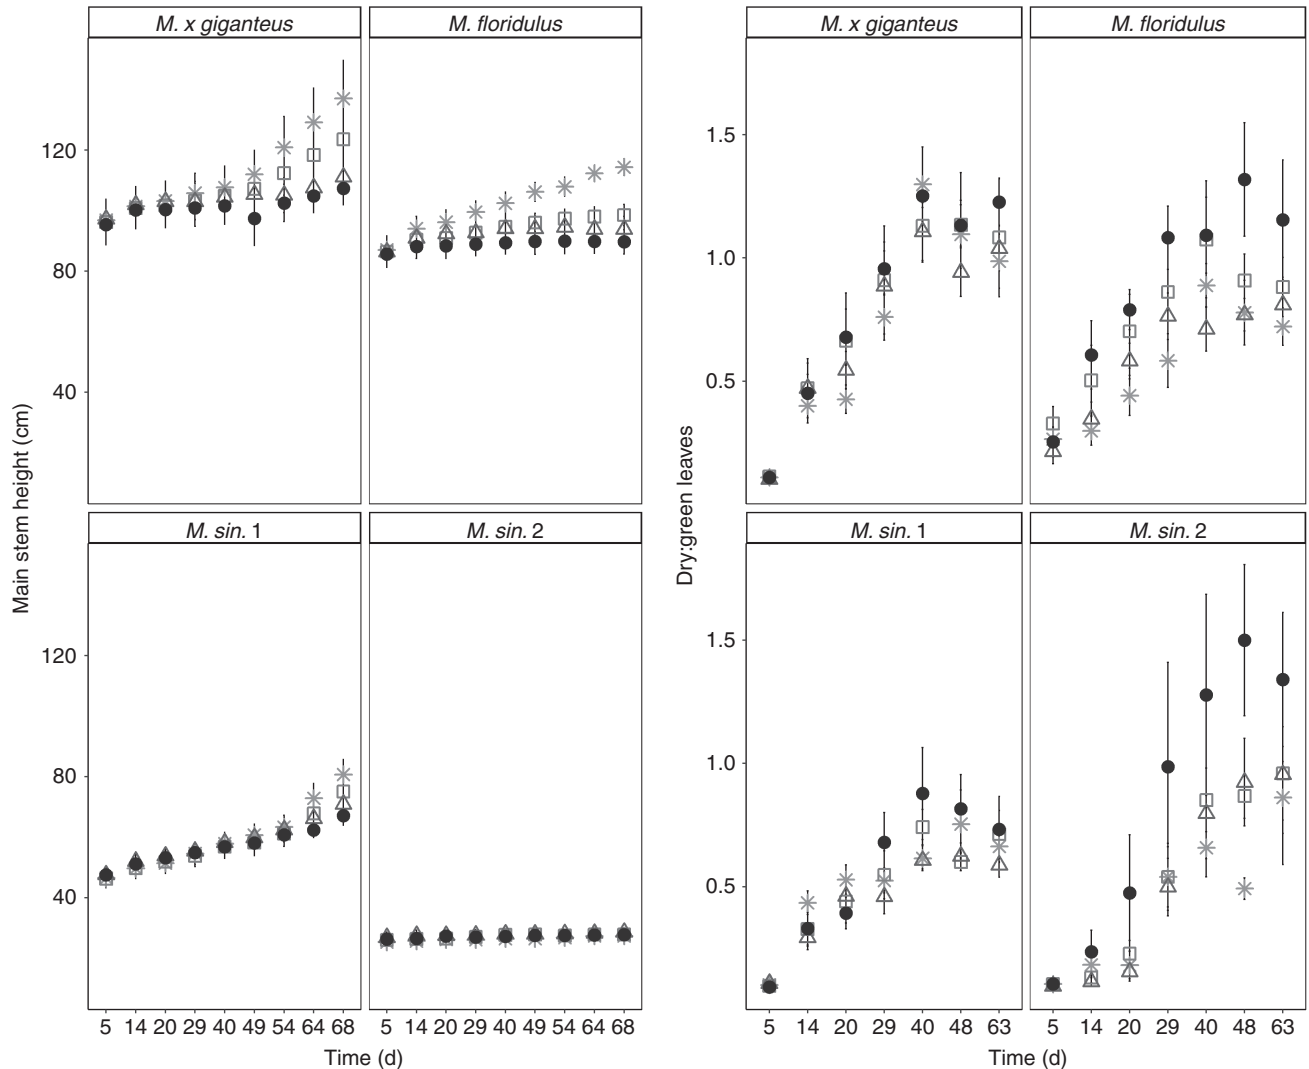 M. x giganteus
M. floridulus
120
80
40
M. sin. 1
M. sin. 2
120
80
40
5 14 20 29 40 49 54 64 68
5 14 20 29 40 49 54 64 68
Time (d)
Main stem height (cm)
M. x giganteus
M. floridulus
1.5
1.0
0.5
M. sin. 1
M. sin. 2
1.5
1.0
0.5
5 14 20 29 40 48 63
5 14 20 29 40 48 63
Time (d)
Dry:green leaves